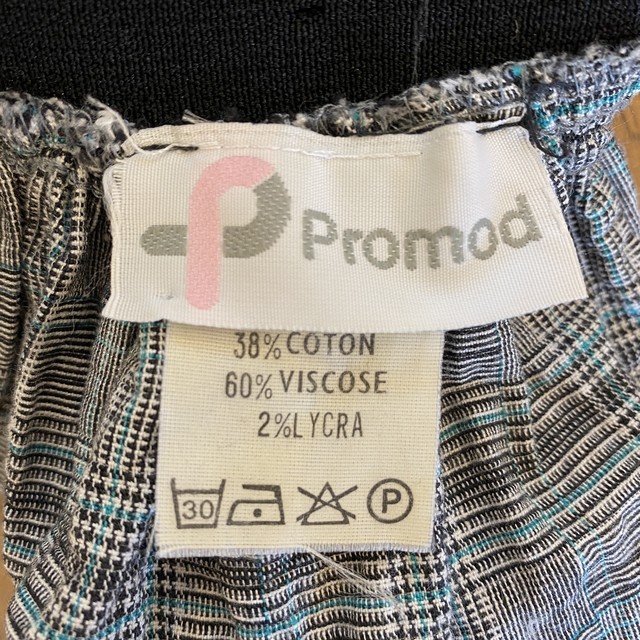 Promod
38% COTON
60% VISCOSE
2% LYCRA
30 P